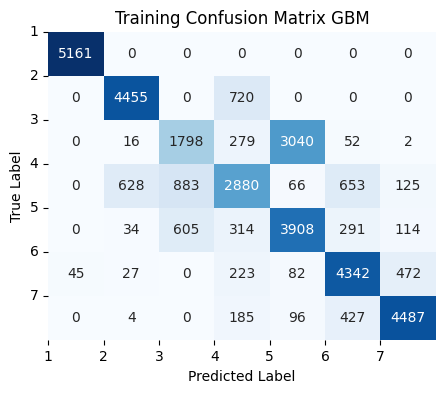 Training Confusion Matrix GBM
True Label
1
5161 0 0 0 0 0 0
2
0 4455 0 720 0 0 0
3
0 16 1798 279 3040 52 2
4
0 628 883 2880 66 653 125
5
0 34 605 314 3908 291 114
6
45 27 0 223 82 4342 472
7
0 4 0 185 96 427 4487
1 2 3 4 5 6 7
Predicted Label